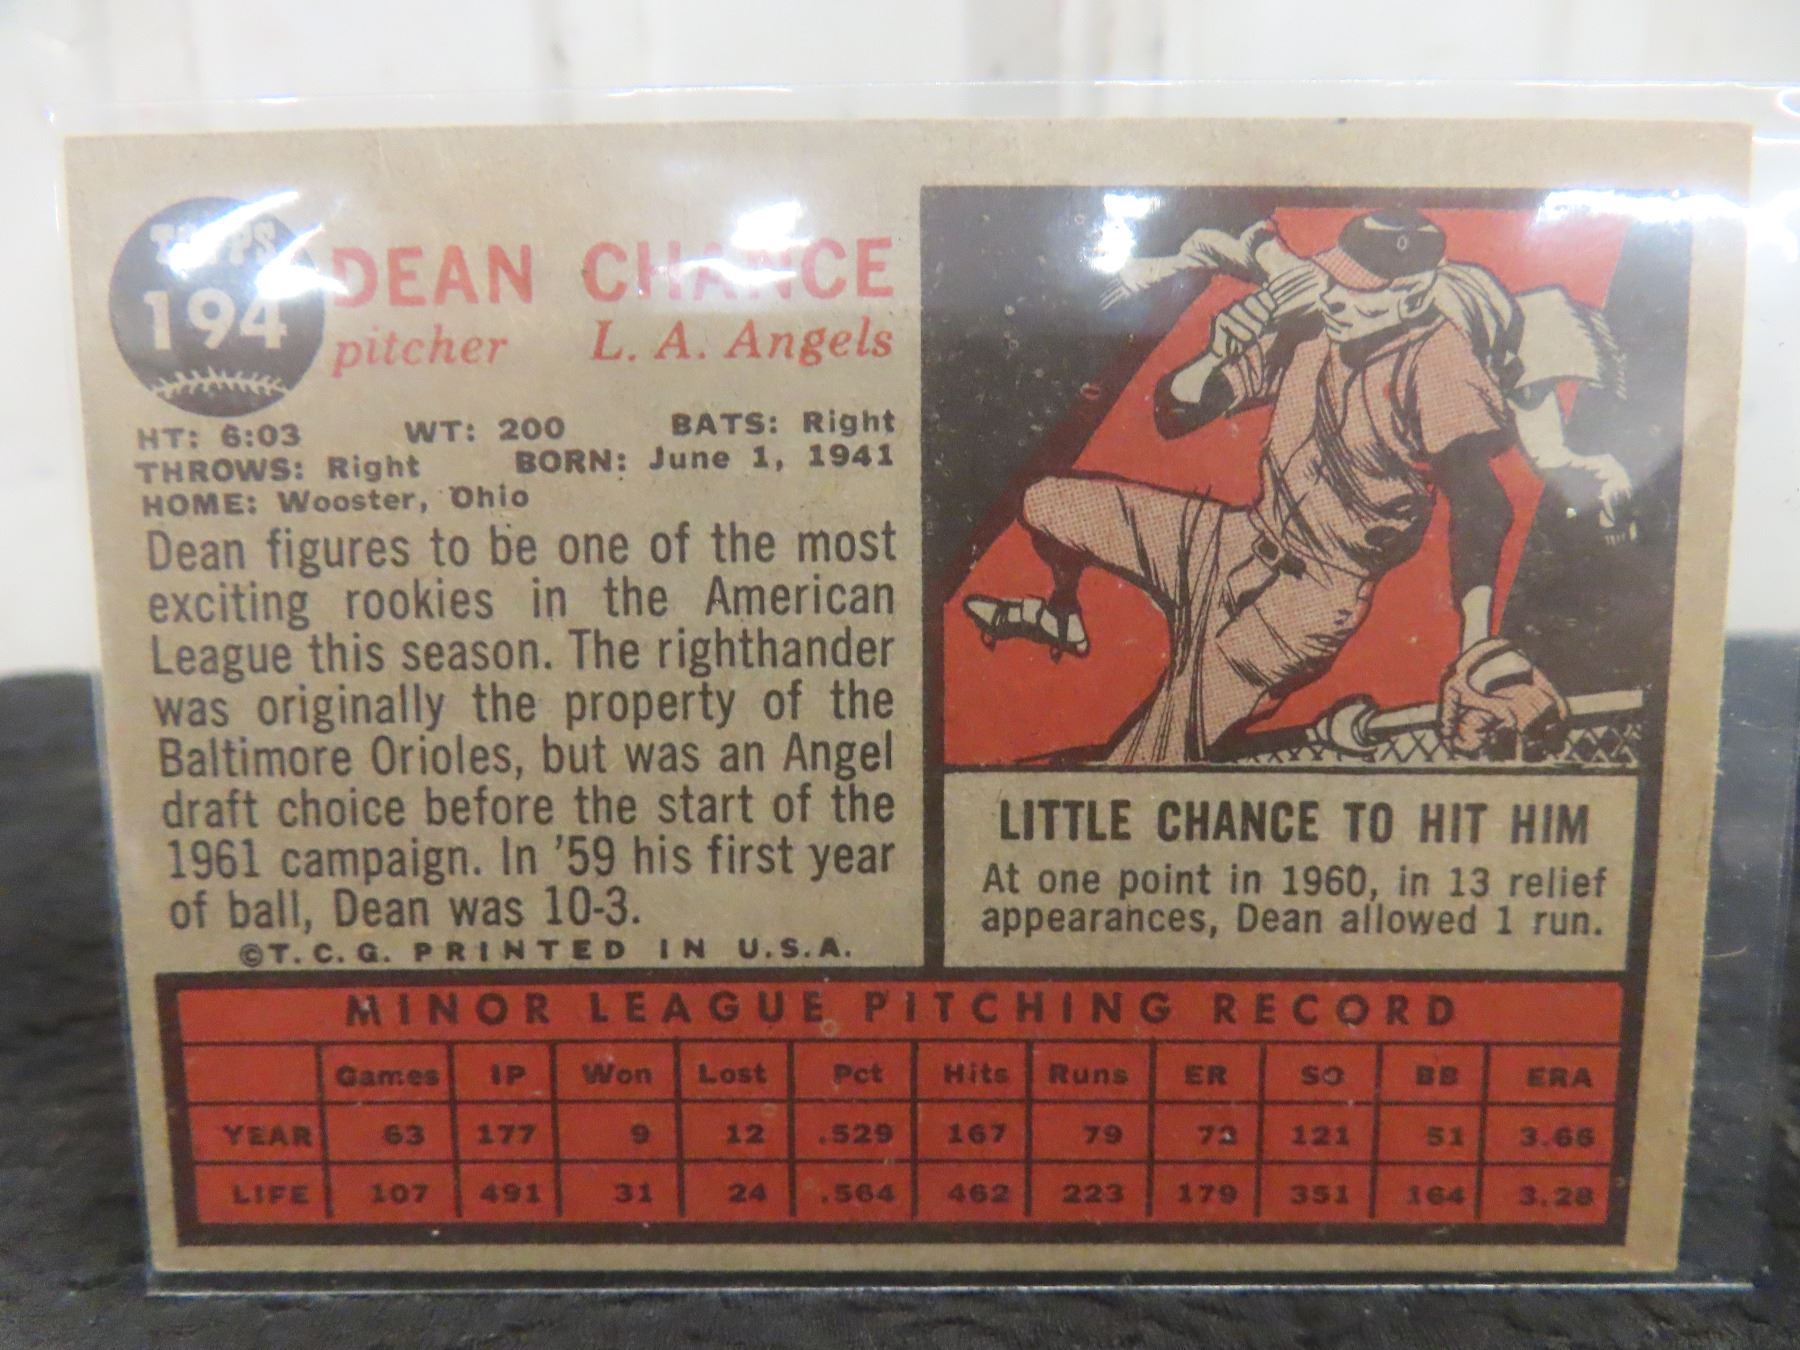 TOPPS
194
DEAN CHANCE
pitcher L. A. Angels
HT: 6:03 WT: 200 BATS: Right
THROWS: Right BORN: June 1, 1941
HOME: Wooster, Ohio
Dean figures to be one of the most
exciting rookies in the American
League this season. The righthander
was originally the property of the
Baltimore Orioles, but was an Angel
draft choice before the start of the
1961 campaign. In '59 his first year
of ball, Dean was 10-3.
©T. C. G. PRINTED IN U.S.A.
LITTLE CHANCE TO HIT HIM
At one point in 1960, in 13 relief
appearances, Dean allowed 1 run.
MINOR LEAGUE PITCHING RECORD
Games IP Won Lost Pct Hits Runs ER SO BB ERA
YEAR 63 177 9 12 .529 167 79 72 121 51 3.66
LIFE 107 491 31 24 .564 462 223 179 351 164 3.28